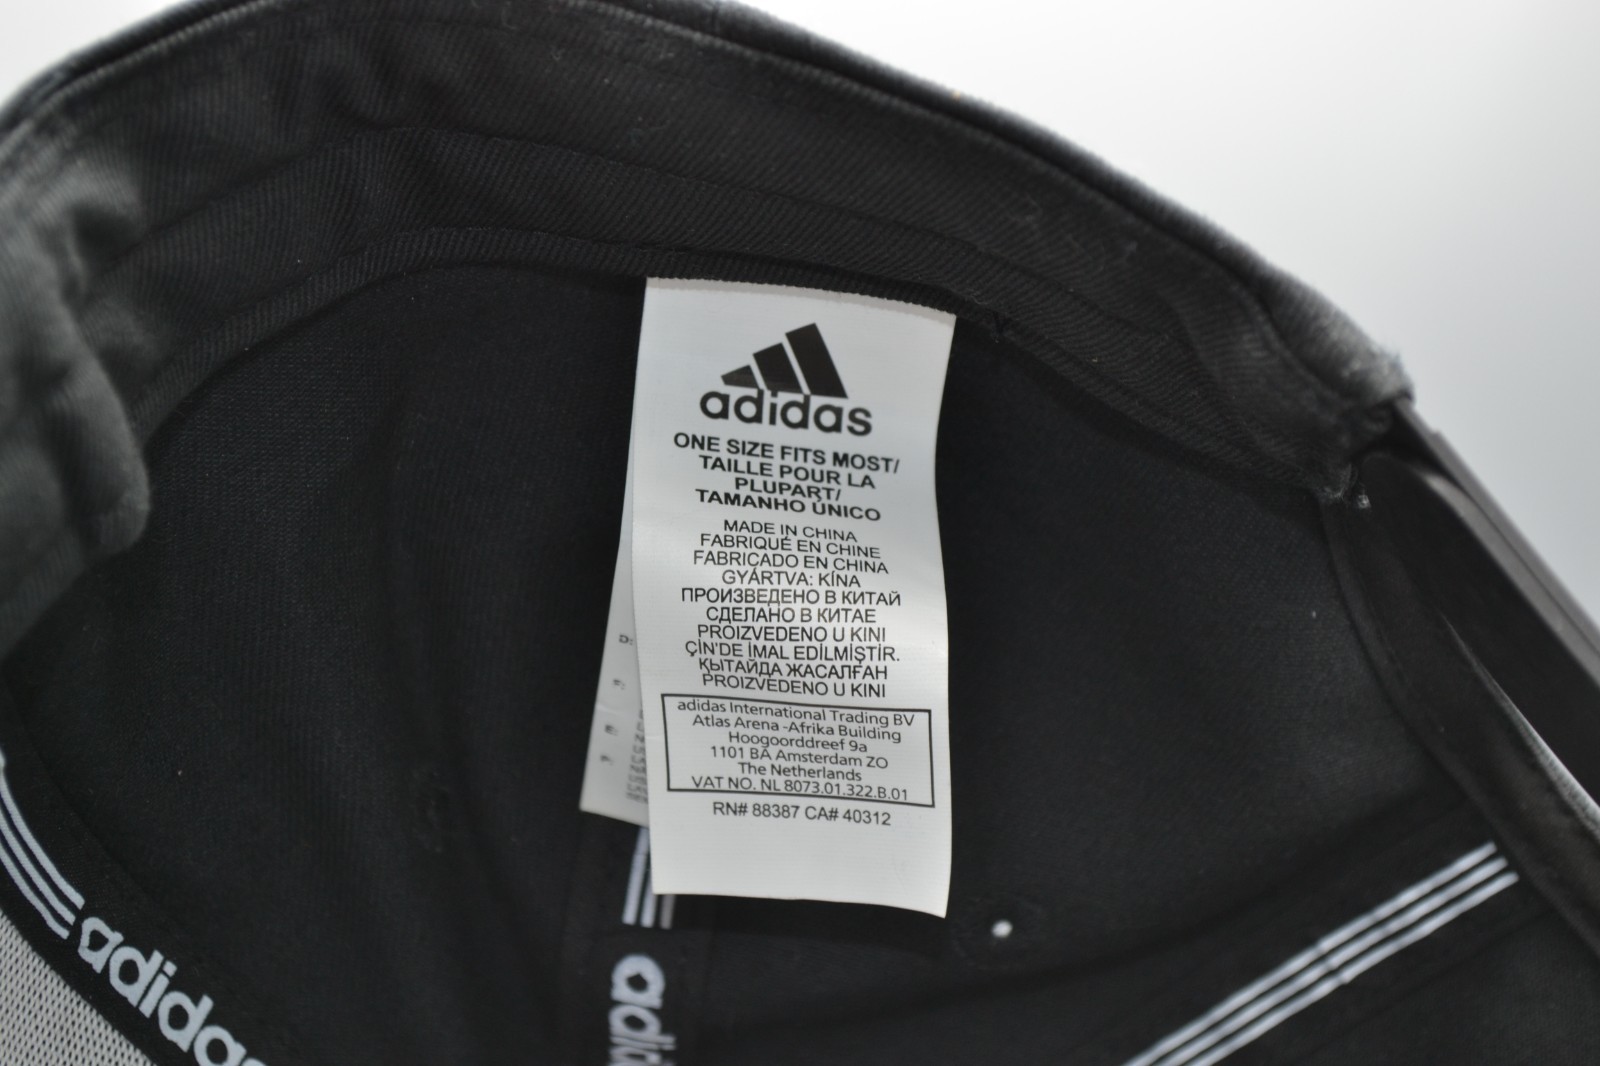 adidas
ONE SIZE FITS MOST/
TAILLE POUR LA
PLUPART/
TAMANHO ÚNICO
MADE IN CHINA
FABRIQUÉ EN CHINE
FABRICADO EN CHINA
GYÁRTVA: KÍNA
ПРОИЗВЕДЕНО В КИТАЙ
СДЕЛАНО В КИТАЕ
PROIZVEDENO U KINI
ÇİN'DE İMAL EDİLMİŞTİR.
ҚЫТАЙДА ЖАСАЛҒАН
PROIZVEDENO U KINI
adidas International Trading BV
Atlas Arena -Afrika Building
Hoogoorddreef 9a
1101 BA Amsterdam ZO
The Netherlands
VAT NO. NL 8073.01.322.B.01
RN# 88387 CA# 40312
D:
F:
E:
P:
adidas
adi